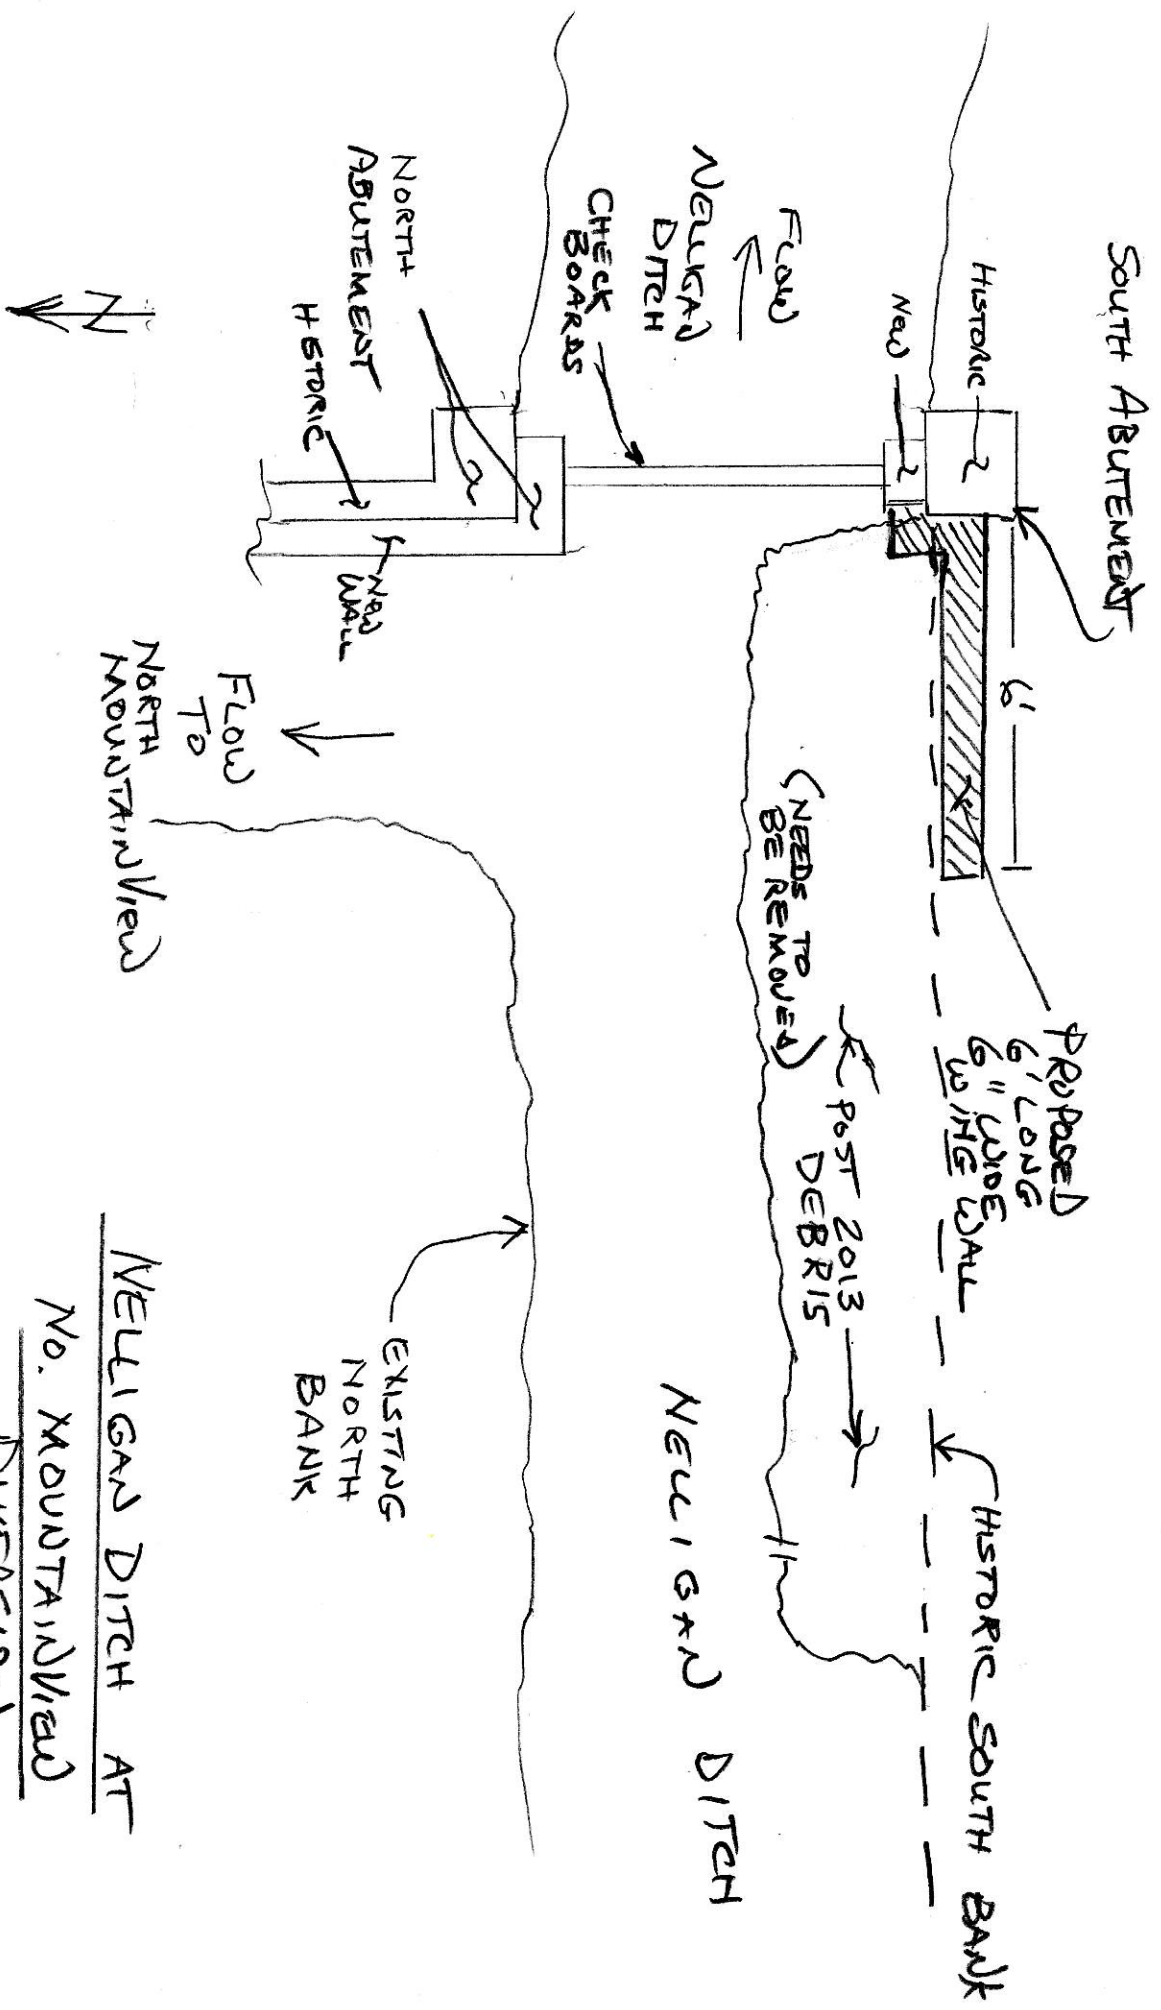 SOUTH ABUTEMENT
HISTORIC
NEW
6'
PROPOSED
6' LONG
6" WIDE
WING WALL
HISTORIC SOUTH BANK
FLOW
NELLIGAN
DITCH
CHECK
BOARDS
(NEEDS TO
BE REMOVED)
POST 2013
DEBRIS
NELLIGAN DITCH
NORTH
ABUTEMENT
HISTORIC
NEW
WALL
FLOW
TO
NORTH
MOUNTAINVIEW
EXISTING
NORTH
BANK
N
NELLIGAN DITCH AT
NO. MOUNTAINVIEW